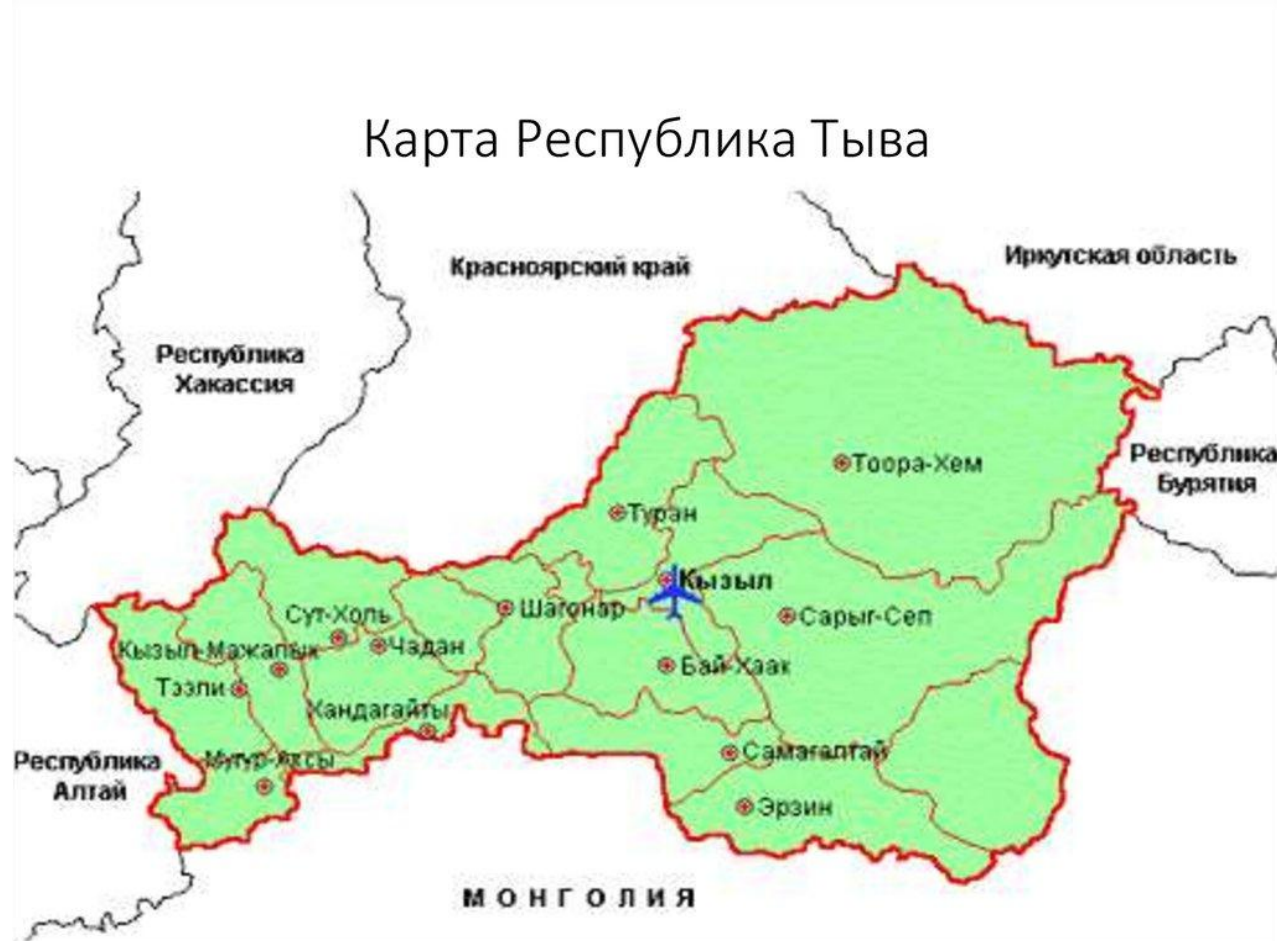 Карта Республика Тыва
Красноярский край
Иркутская область
Республика
Хакассия
Республика
Бурятия
Тоора-Хем
Туран
Кызыл
Шагонар
Сарыг-Сеп
Сут-Холь
Чадан
Кызыл-Мажалык
Бай-Хаак
Тээли
Хандагайты
Самагалтай
Республика
Алтай
Мугур-Аксы
Эрзин
МОНГОЛИЯ